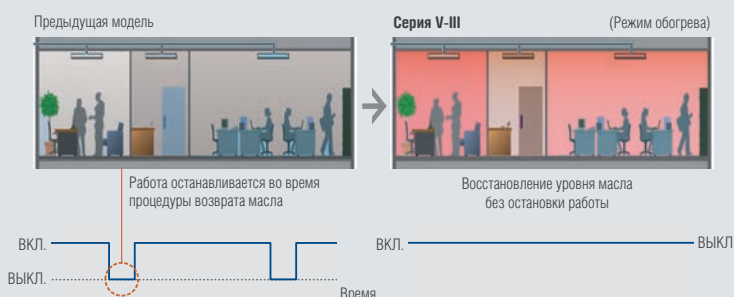 Предыдущая модель
Серия V-III
(Режим обогрева)
Работа останавливается во время
процедуры возврата масла
Восстановление уровня масла
без остановки работы
ВКЛ.
ВЫКЛ.
Время
ВКЛ.
ВЫКЛ